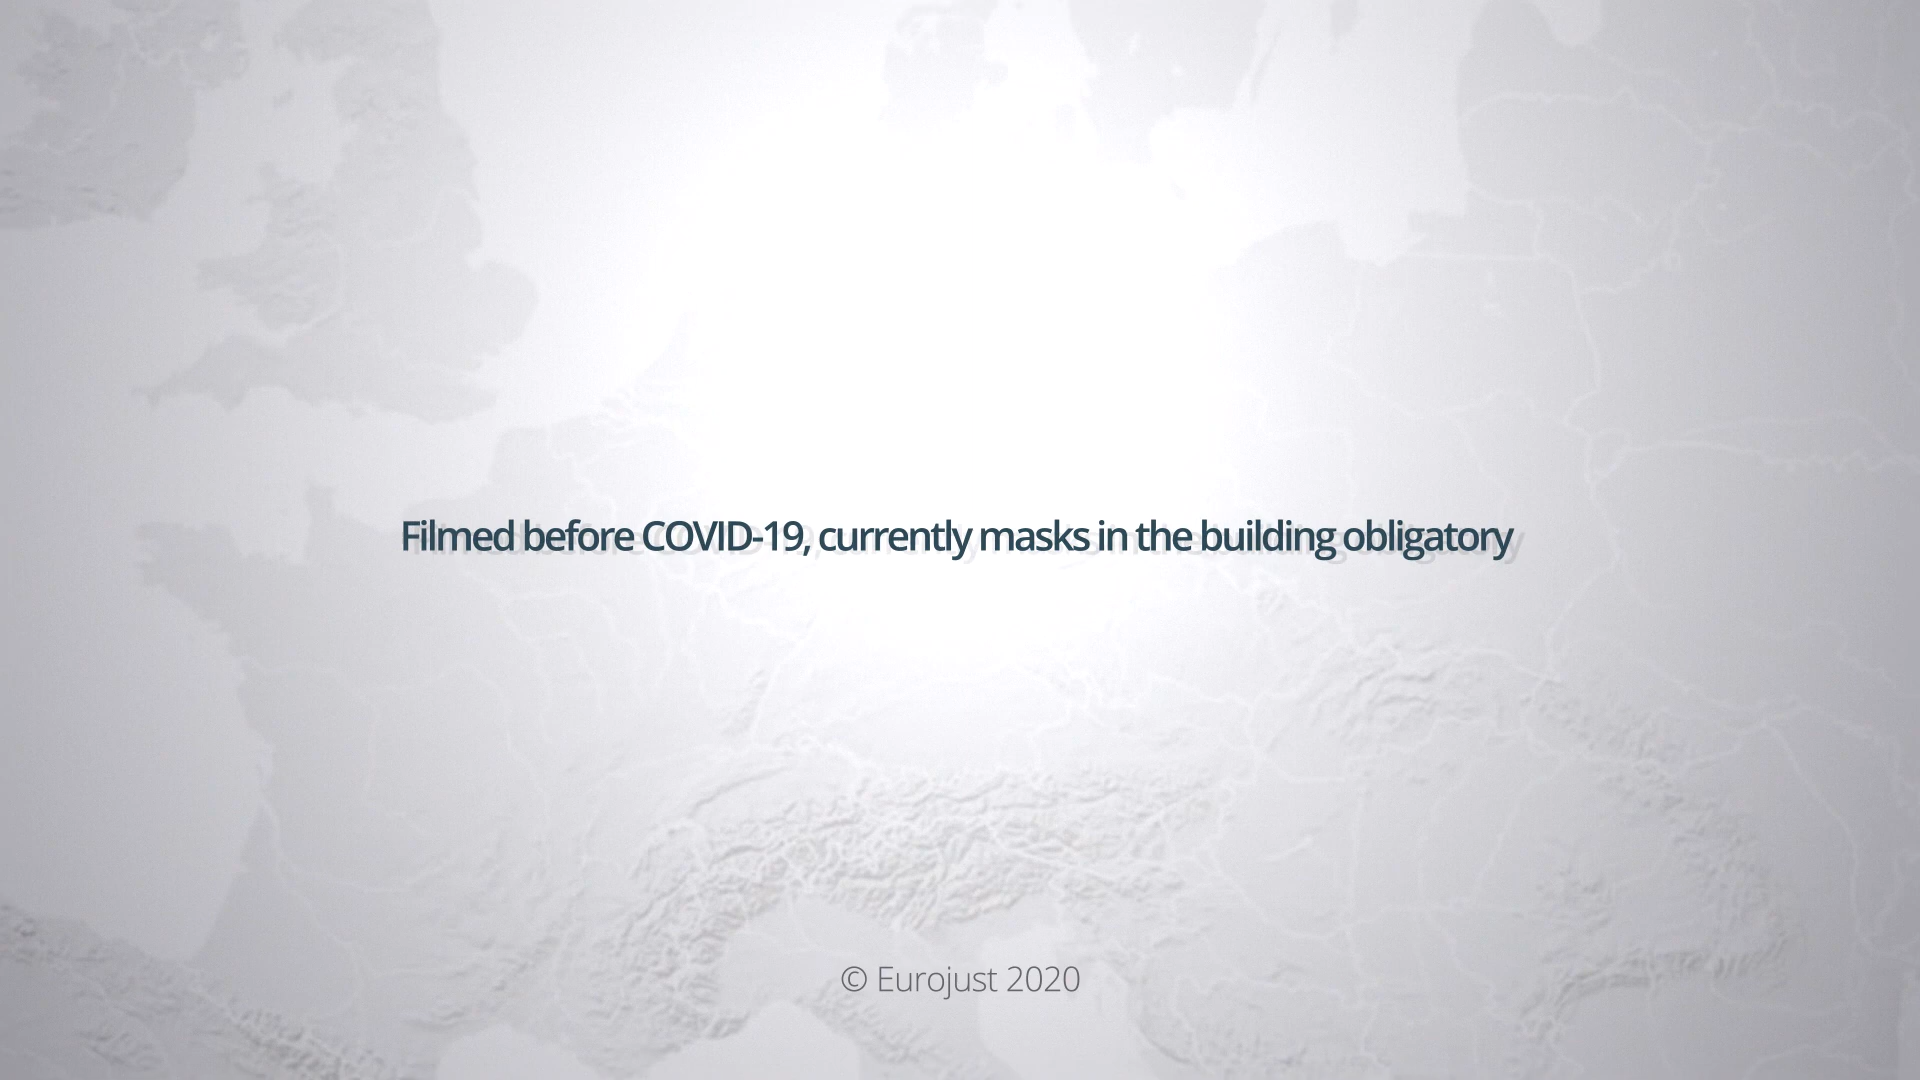 Filmed before COVID-19, currently masks in the building obligatory
© Eurojust 2020